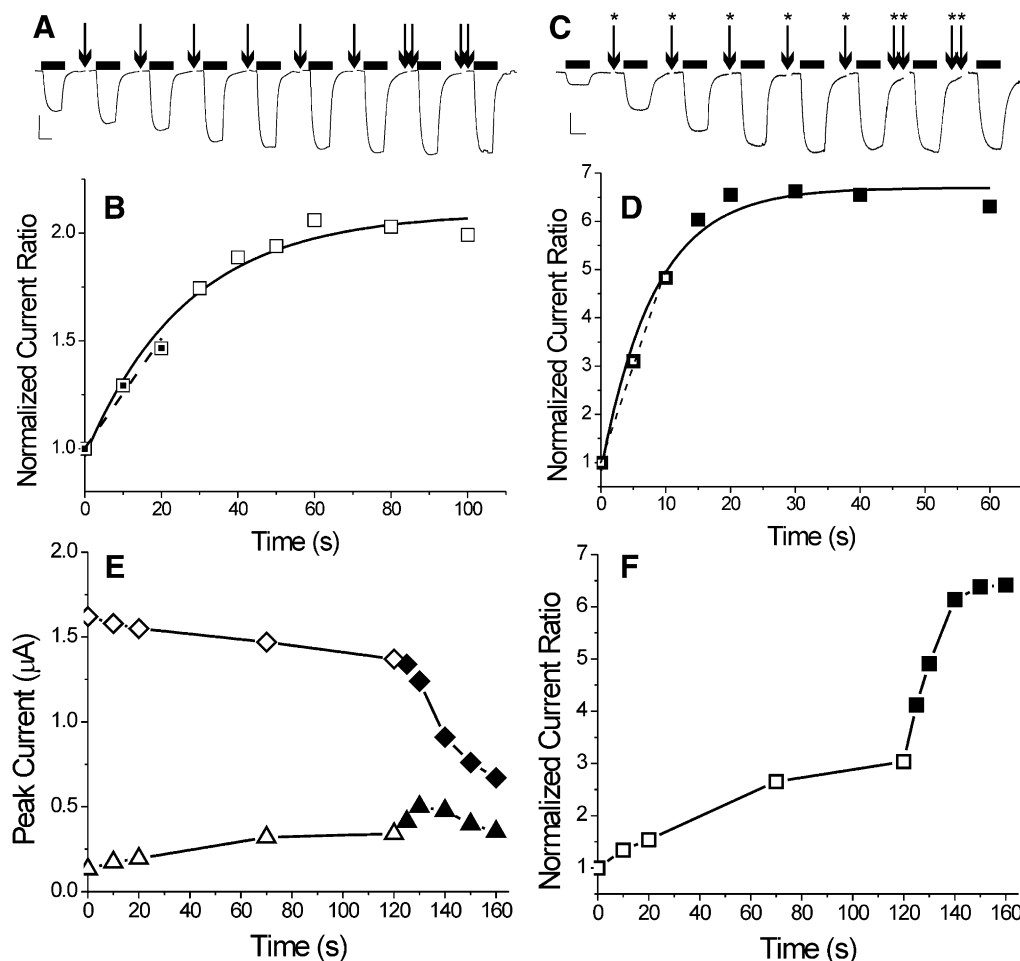 A
C
* * * * * ** **
B
Normalized Current Ratio
2.0
1.5
1.0
0 20 40 60 80 100
Time (s)
D
Normalized Current Ratio
7
6
5
4
3
2
1
0 10 20 30 40 50 60
Time (s)
E
Peak Current (µA)
2.0
1.5
1.0
0.5
0.0
0 20 40 60 80 100 120 140 160
Time (s)
F
Normalized Current Ratio
7
6
5
4
3
2
1
0 20 40 60 80 100 120 140 160
Time (s)